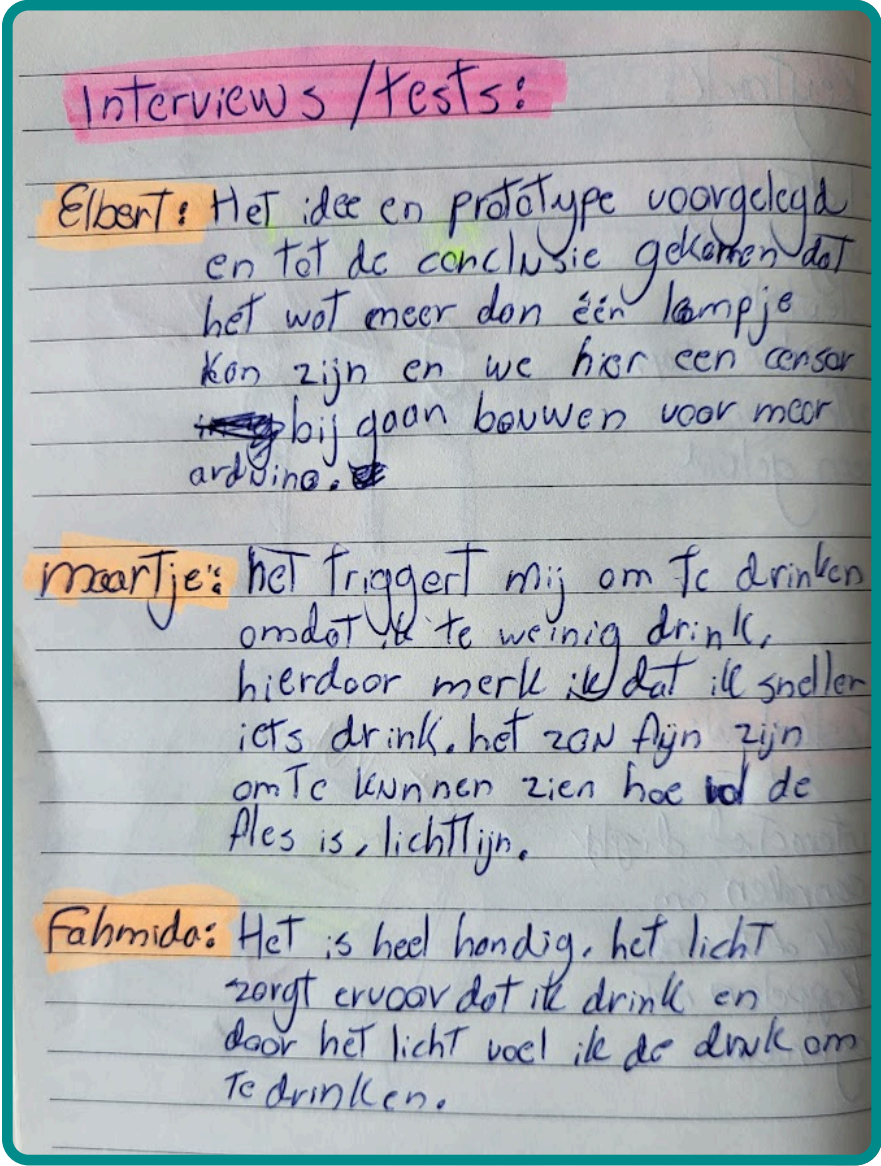 Interviews / tests:
Elbert: Het idee en prototype voorgelegd
en tot de conclusie gekomen dat
het wat meer dan één lampje
kan zijn en we hier een censor
bij gaan bouwen voor meer
arduino.
Maartje: het triggert mij om te drinken
omdat ik te weinig drink,
hierdoor merk ik dat ik sneller
iets drink. het zou fijn zijn
om te kunnen zien hoe vol de
fles is, lichtlijn.
Fahmida: Het is heel handig, het licht
zorgt ervoor dat ik drink en
door het licht voel ik de druk om
te drinken.